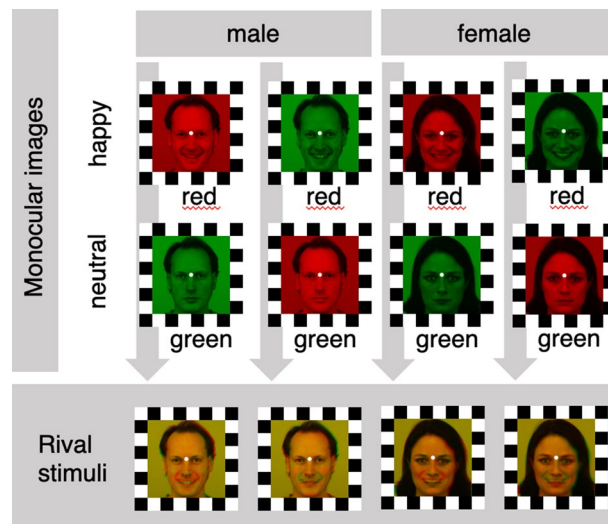 male
female
Monocular images
happy
red
red
red
red
neutral
green
green
green
green
Rival
stimuli